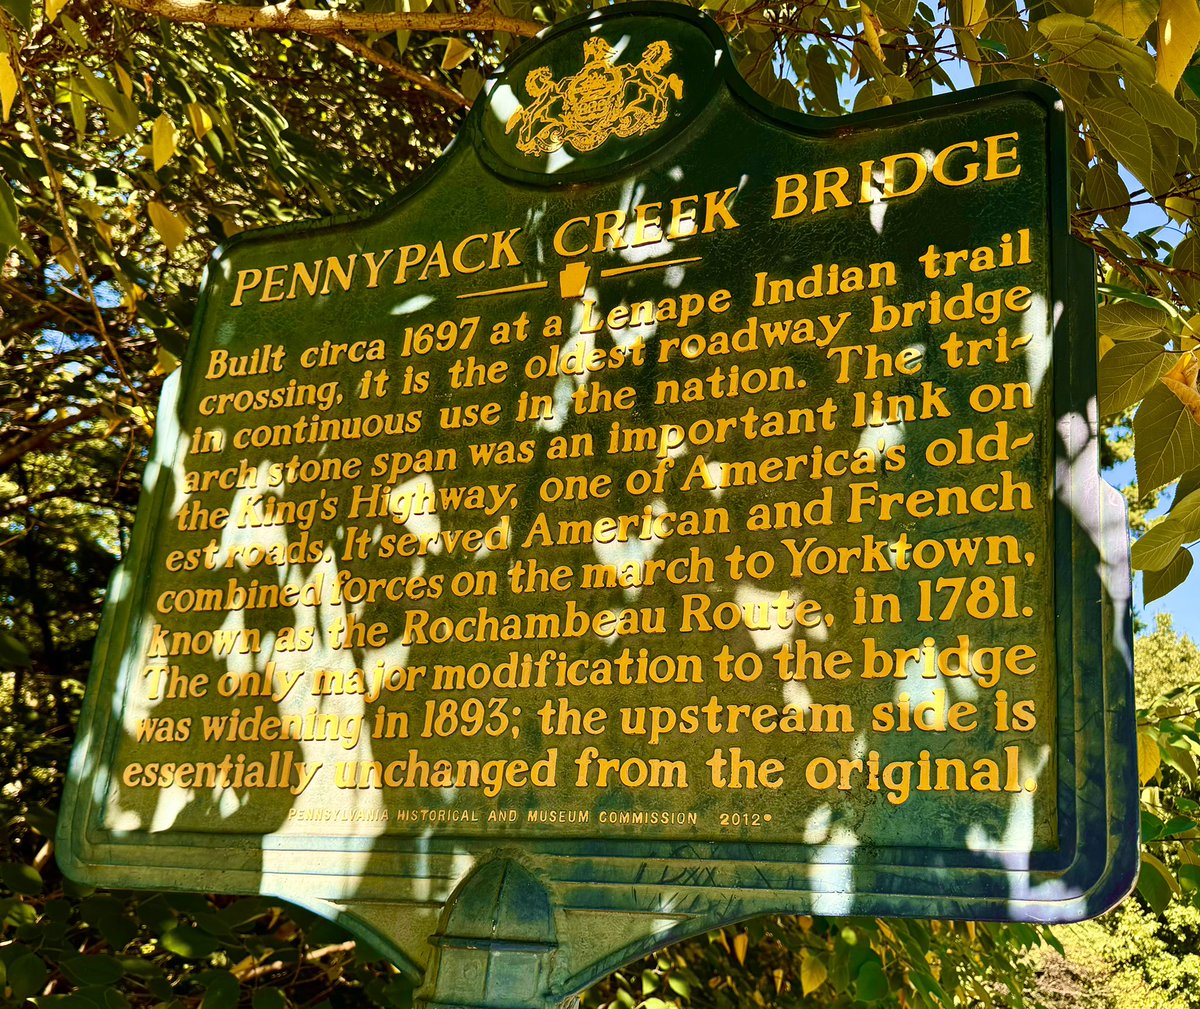 PENNYPACK CREEK BRIDGE
Built circa 1697 at a Lenape Indian trail
crossing, it is the oldest roadway bridge
in continuous use in the nation. The tri-
arch stone span was an important link on
the King's Highway, one of America's old-
est roads. It served American and French
combined forces on the march to Yorktown,
known as the Rochambeau Route, in 1781.
The only major modification to the bridge
was widening in 1893; the upstream side is
essentially unchanged from the original.
PENNSYLVANIA HISTORICAL AND MUSEUM COMMISSION 2012